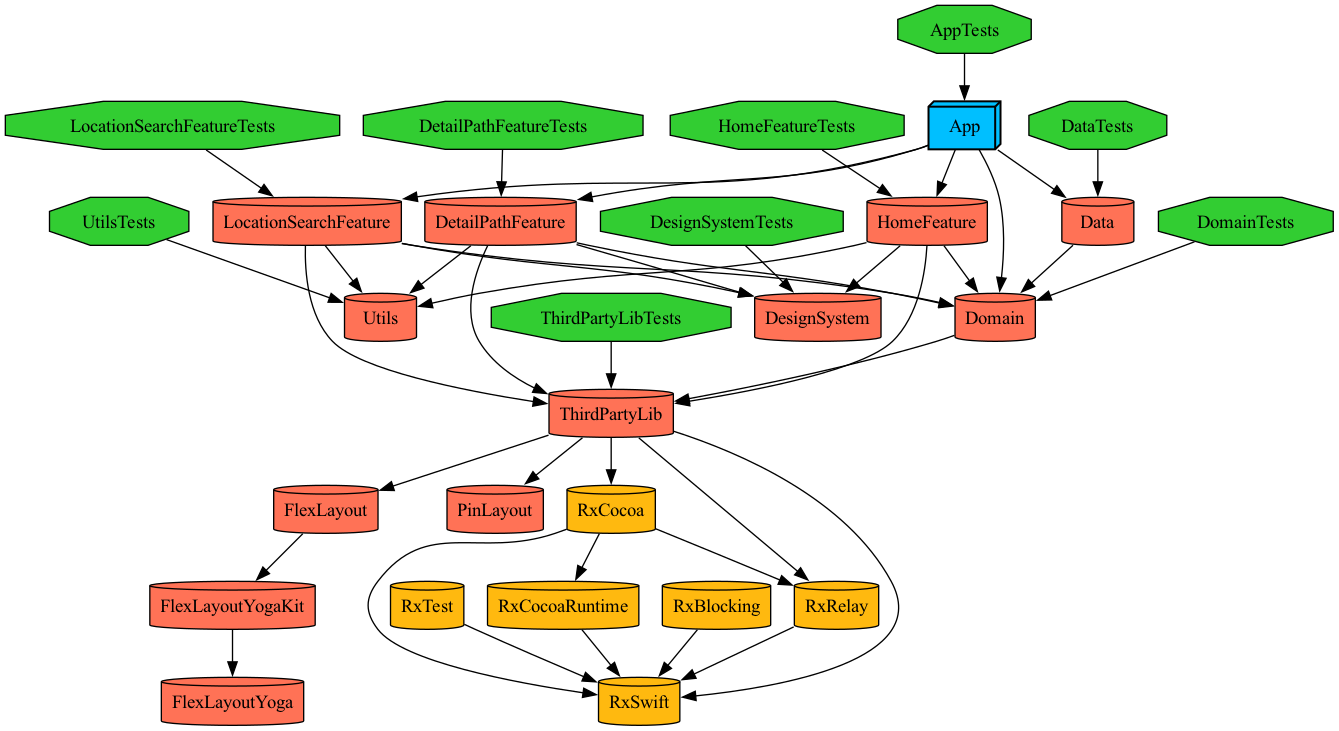 AppTests
LocationSearchFeatureTests
DetailPathFeatureTests
HomeFeatureTests
App
DataTests
UtilsTests
LocationSearchFeature
DetailPathFeature
DesignSystemTests
HomeFeature
Data
DomainTests
Utils
ThirdPartyLibTests
DesignSystem
Domain
ThirdPartyLib
FlexLayout
PinLayout
RxCocoa
FlexLayoutYogaKit
RxTest
RxCocoaRuntime
RxBlocking
RxRelay
FlexLayoutYoga
RxSwift